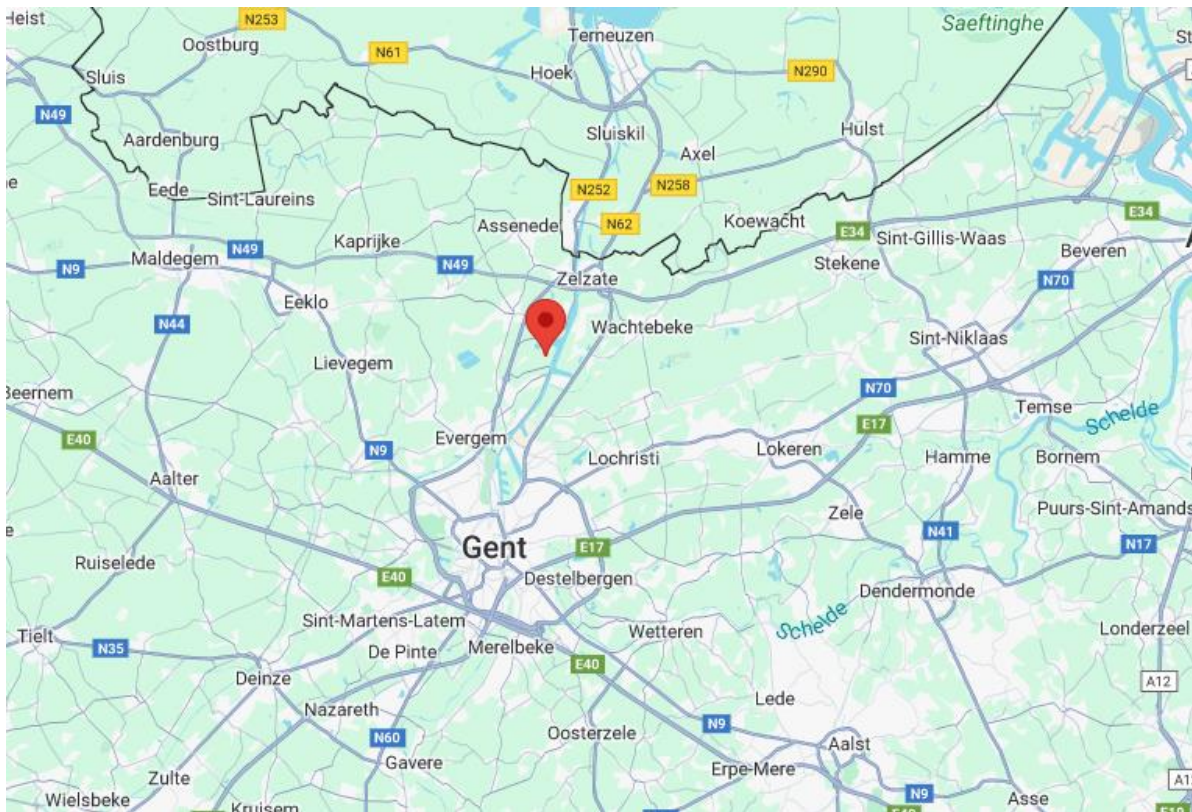 Heist
N253
Saeftinghe
Oostburg
N61
Terneuzen
Hoek
N290
Sluis
N49
Aardenburg
Sluiskil
Axel
Hulst
Eede
Sint-Laureins
N252
N258
Assenede
N62
Koewacht
E34
E34
Kaprijke
N49
Sint-Gillis-Waas
Beveren
Maldegem
N9
N49
Stekene
Zelzate
N70
Eeklo
N44
Wachtebeke
Sint-Niklaas
Lievegem
Beernem
N70
Temse
Schelde
E40
Evergem
E17
N9
Lochristi
Lokeren
Hamme
Bornem
Aalter
Zele
Puurs-Sint-Amands
N41
N17
Gent
E17
Ruiselede
E40
Destelbergen
Dendermonde
Sint-Martens-Latem
Schelde
Tielt
Wetteren
Londerzeel
N35
De Pinte
Merelbeke
E40
Deinze
A12
Lede
Nazareth
N9
N60
Oosterzele
Aalst
Gavere
Erpe-Mere
Zulte
N9
Wielsbeke
Kruisem
Asse